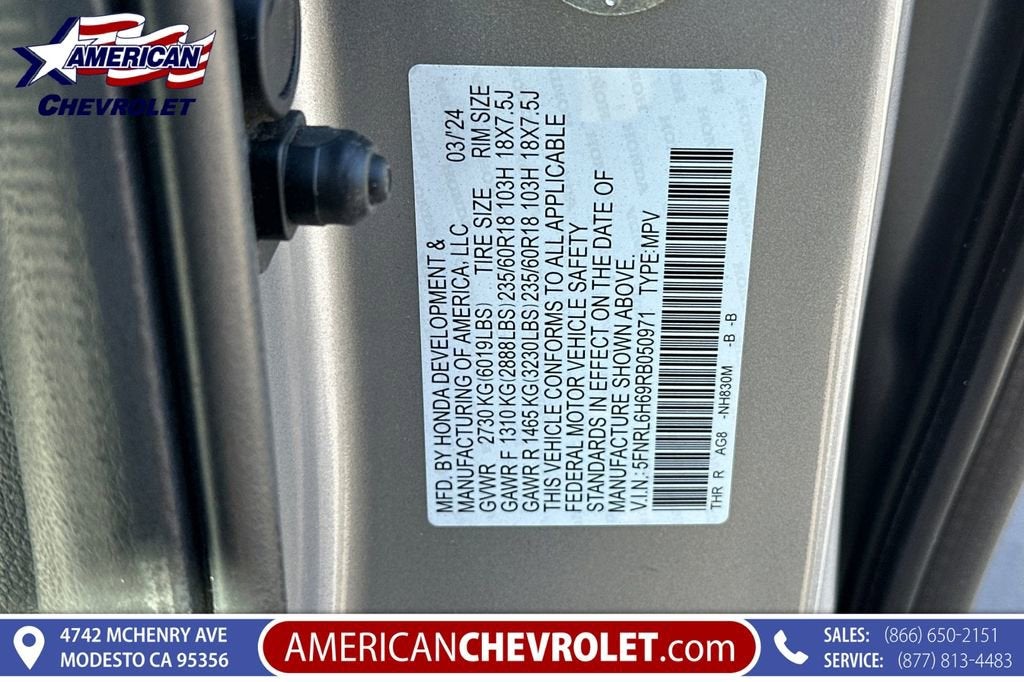 AMERICAN
CHEVROLET
MFD. BY HONDA DEVELOPMENT &
MANUFACTURING OF AMERICA, LLC 03/'24
GVWR 2730 KG(6019LBS) TIRE SIZE RIM SIZE
GAWR F 1310 KG(2888LBS) 235/60R18 103H 18X7.5J
GAWR R 1465 KG(3230LBS) 235/60R18 103H 18X7.5J
THIS VEHICLE CONFORMS TO ALL APPLICABLE
FEDERAL MOTOR VEHICLE SAFETY
STANDARDS IN EFFECT ON THE DATE OF
MANUFACTURE SHOWN ABOVE.
V.I.N.: 5FNRL6H69RB050971 TYPE:MPV
THR R AG8 -NH830M -B -B
4742 MCHENRY AVE
MODESTO CA 95356
AMERICANCHEVROLET.com
SALES: (866) 650-2151
SERVICE: (877) 813-4483